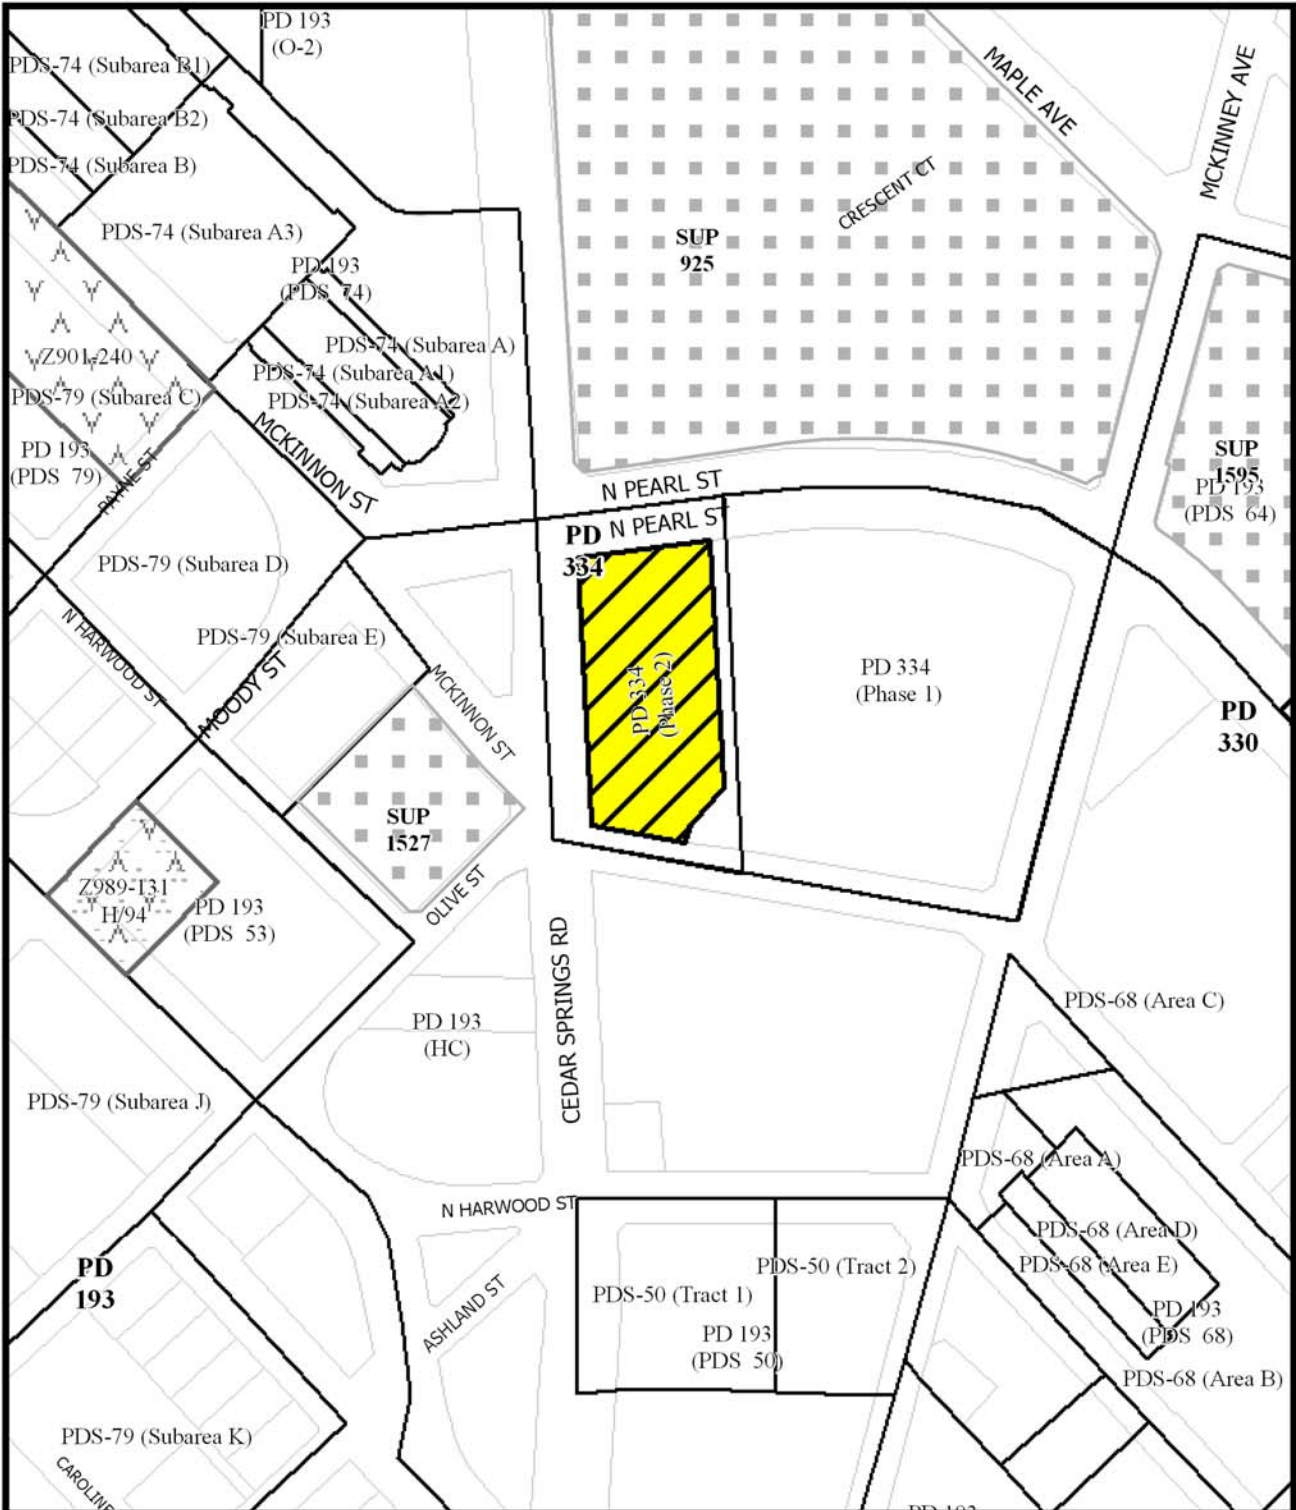 PD 193
(O-2)
PDS-74 (Subarea B1)
PDS-74 (Subarea B2)
PDS-74 (Subarea B)
PDS-74 (Subarea A3)
PD 193
(PDS 74)
PDS-74 (Subarea A)
PDS-74 (Subarea A1)
PDS-74 (Subarea A2)
MAPLE AVE
MCKINNEY AVE
CRESCENT CT
SUP
925
Z901-240
PDS-79 (Subarea C)
PD 193
(PDS 79)
PAYNE ST
MCKINNON ST
SUP
1595
PD 193
(PDS 64)
N PEARL ST
N PEARL ST
PD
334
PDS-79 (Subarea D)
PDS-79 (Subarea E)
N HARWOOD ST
MOODY ST
MCKINNON ST
PD 334
(Phase 2)
PD 334
(Phase 1)
PD
330
SUP
1527
OLIVE ST
Z989-131
H/94
PD 193
(PDS 53)
CEDAR SPRINGS RD
PD 193
(HC)
PDS-68 (Area C)
PDS-79 (Subarea J)
PDS-68 (Area A)
N HARWOOD ST
PDS-68 (Area D)
PDS-68 (Area E)
PD
193
PDS-50 (Tract 2)
PDS-50 (Tract 1)
PD 193
(PDS 50)
ASHLAND ST
PD 193
(PDS 68)
PDS-68 (Area B)
PDS-79 (Subarea K)
CAROLINE
PD 193